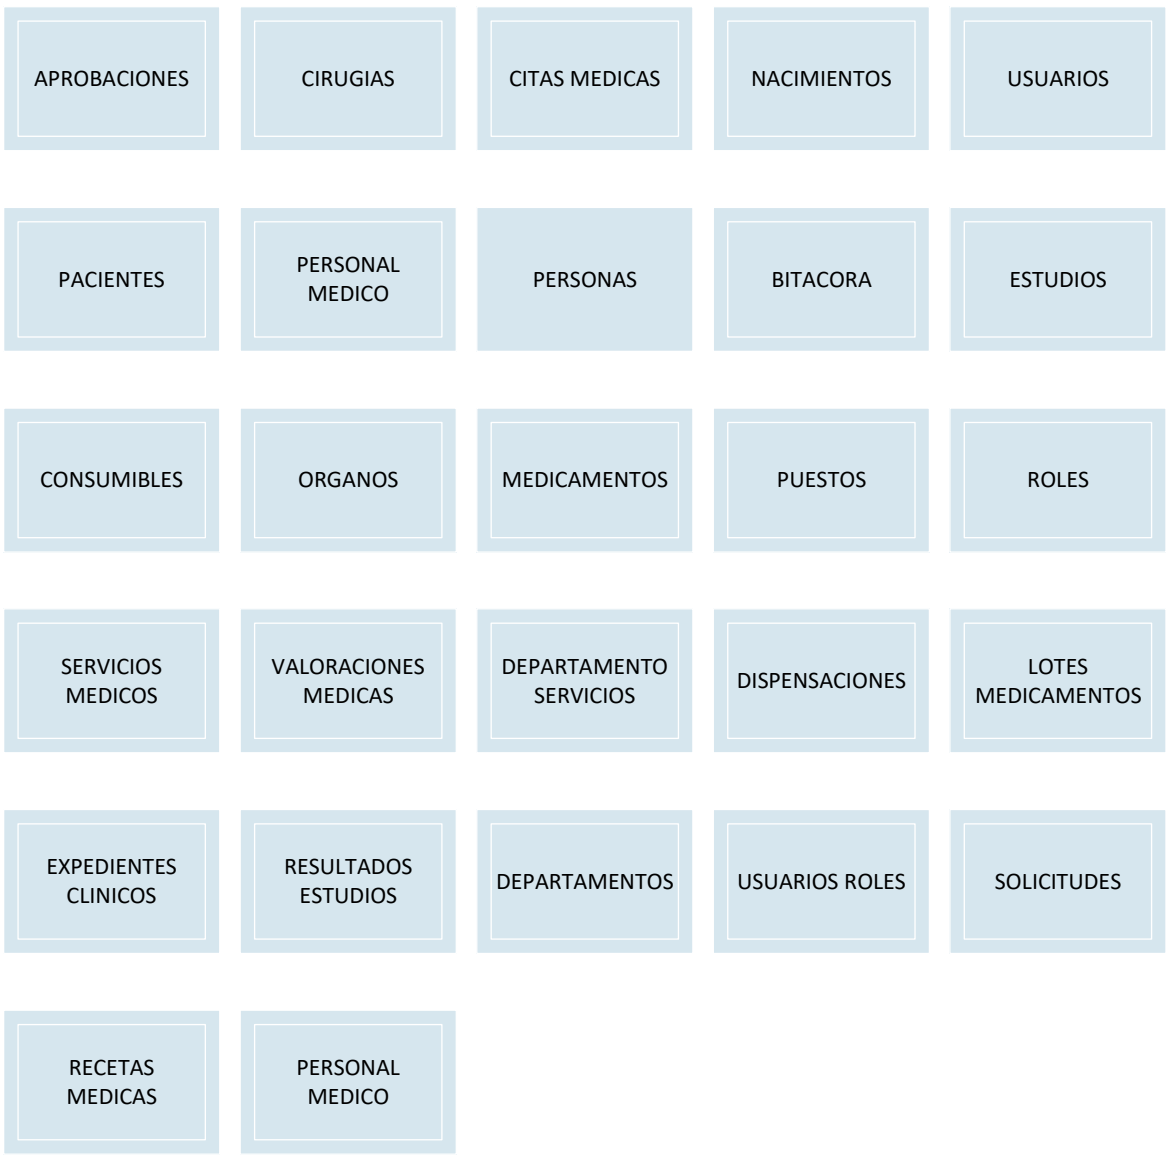 APROBACIONES
CIRUGIAS
CITAS MEDICAS
NACIMIENTOS
USUARIOS
PACIENTES
PERSONAL
MEDICO
PERSONAS
BITACORA
ESTUDIOS
CONSUMIBLES
ORGANOS
MEDICAMENTOS
PUESTOS
ROLES
SERVICIOS
MEDICOS
VALORACIONES
MEDICAS
DEPARTAMENTO
SERVICIOS
DISPENSACIONES
LOTES
MEDICAMENTOS
EXPEDIENTES
CLINICOS
RESULTADOS
ESTUDIOS
DEPARTAMENTOS
USUARIOS ROLES
SOLICITUDES
RECETAS
MEDICAS
PERSONAL
MEDICO